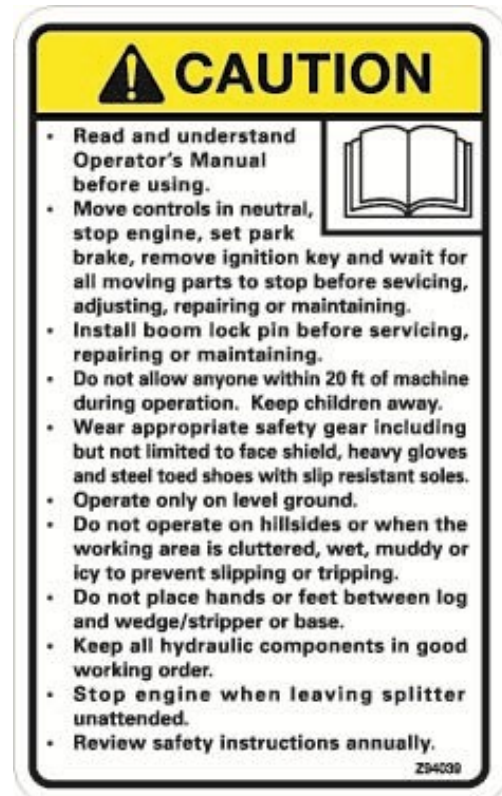 CAUTION
• Read and understand
Operator's Manual
before using.
• Move controls in neutral,
stop engine, set park
brake, remove ignition key and wait for
all moving parts to stop before sevicing,
adjusting, repairing or maintaining.
• Install boom lock pin before servicing,
repairing or maintaining.
• Do not allow anyone within 20 ft of machine
during operation. Keep children away.
• Wear appropriate safety gear including
but not limited to face shield, heavy gloves
and steel toed shoes with slip resistant soles.
• Operate only on level ground.
• Do not operate on hillsides or when the
working area is cluttered, wet, muddy or
icy to prevent slipping or tripping.
• Do not place hands or feet between log
and wedge/stripper or base.
• Keep all hydraulic components in good
working order.
• Stop engine when leaving splitter
unattended.
• Review safety instructions annually.
Z94039